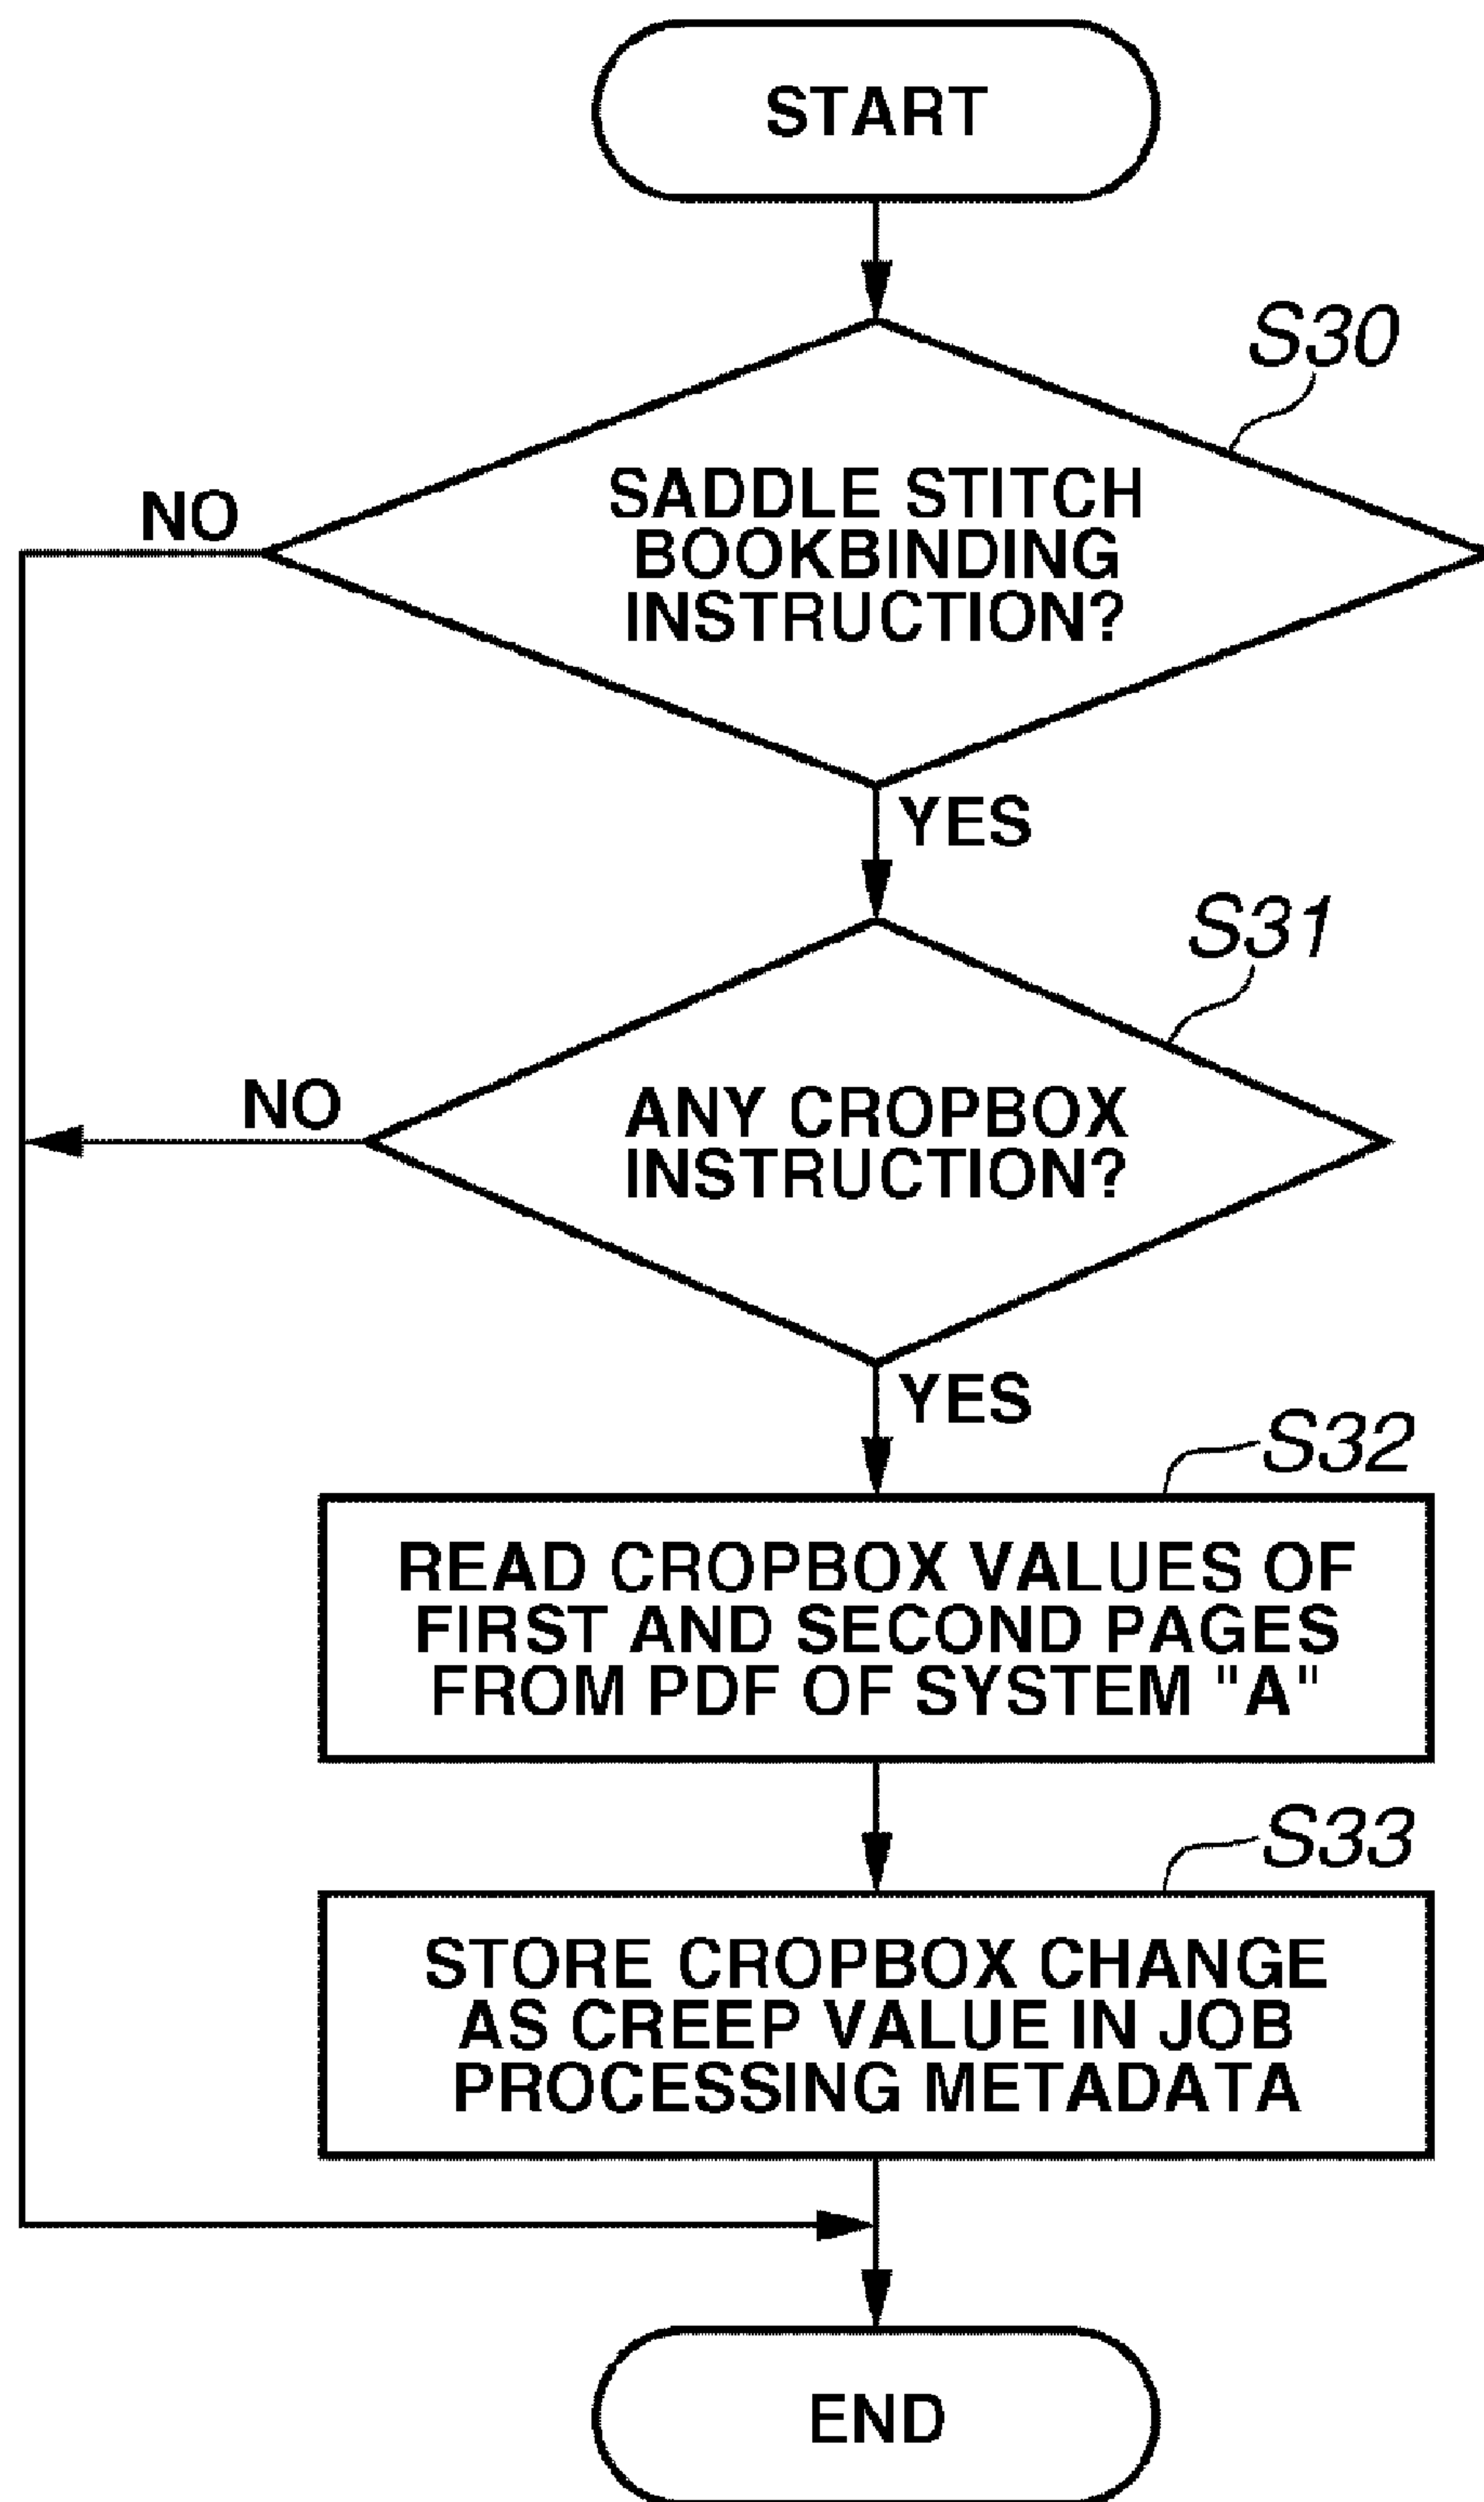 START
S30
SADDLE STITCH
BOOKBINDING
INSTRUCTION?
NO
YES
S31
ANY CROPBOX
INSTRUCTION?
NO
YES
S32
READ CROPBOX VALUES OF
FIRST AND SECOND PAGES
FROM PDF OF SYSTEM "A"
S33
STORE CROPBOX CHANGE
AS CREEP VALUE IN JOB
PROCESSING METADATA
END